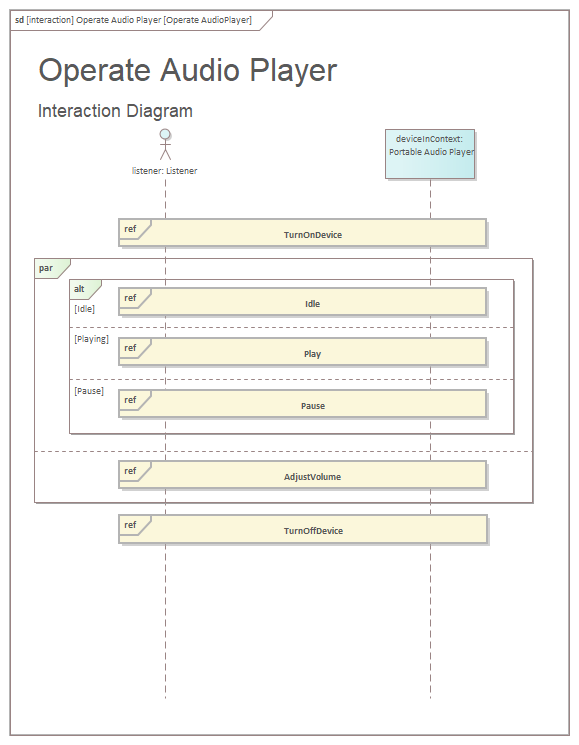 sd [interaction] Operate Audio Player [Operate AudioPlayer]
Operate Audio Player
Interaction Diagram
listener: Listener
deviceInContext:
Portable Audio Player
ref
TurnOnDevice
par
alt
[Idle]
ref
Idle
[Playing]
ref
Play
[Pause]
ref
Pause
ref
AdjustVolume
ref
TurnOffDevice